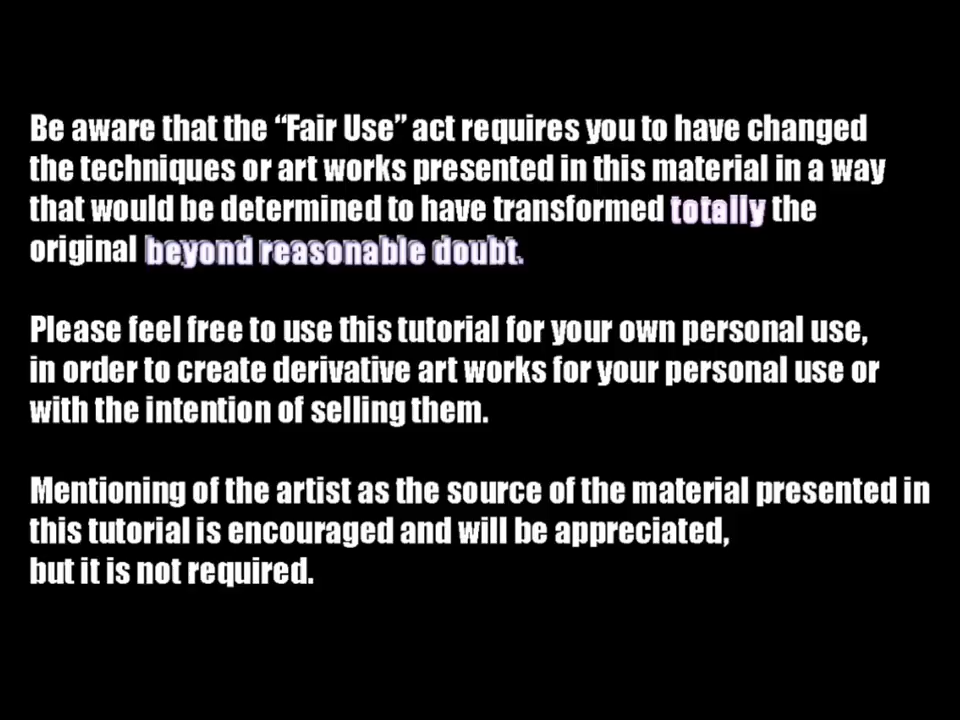 Be aware that the “Fair Use” act requires you to have changed
the techniques or art works presented in this material in a way
that would be determined to have transformed totally the
original beyond reasonable doubt.
Please feel free to use this tutorial for your own personal use,
in order to create derivative art works for your personal use or
with the intention of selling them.
Mentioning of the artist as the source of the material presented in
this tutorial is encouraged and will be appreciated,
but it is not required.